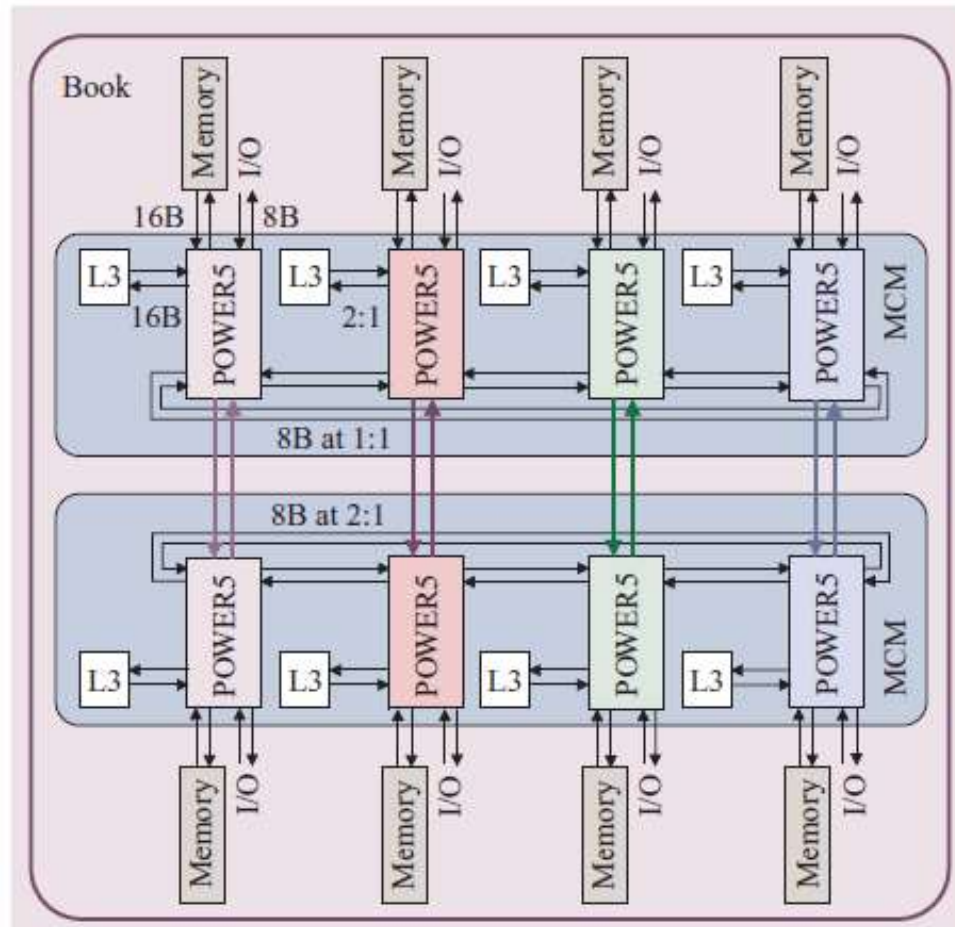 Book
Memory
I/O
Memory
I/O
Memory
I/O
Memory
I/O
16B
8B
L3
POWER5
L3
POWER5
L3
POWER5
L3
POWER5
MCM
16B
2:1
8B at 1:1
8B at 2:1
POWER5
POWER5
POWER5
POWER5
MCM
L3
L3
L3
L3
Memory
I/O
Memory
I/O
Memory
I/O
Memory
I/O